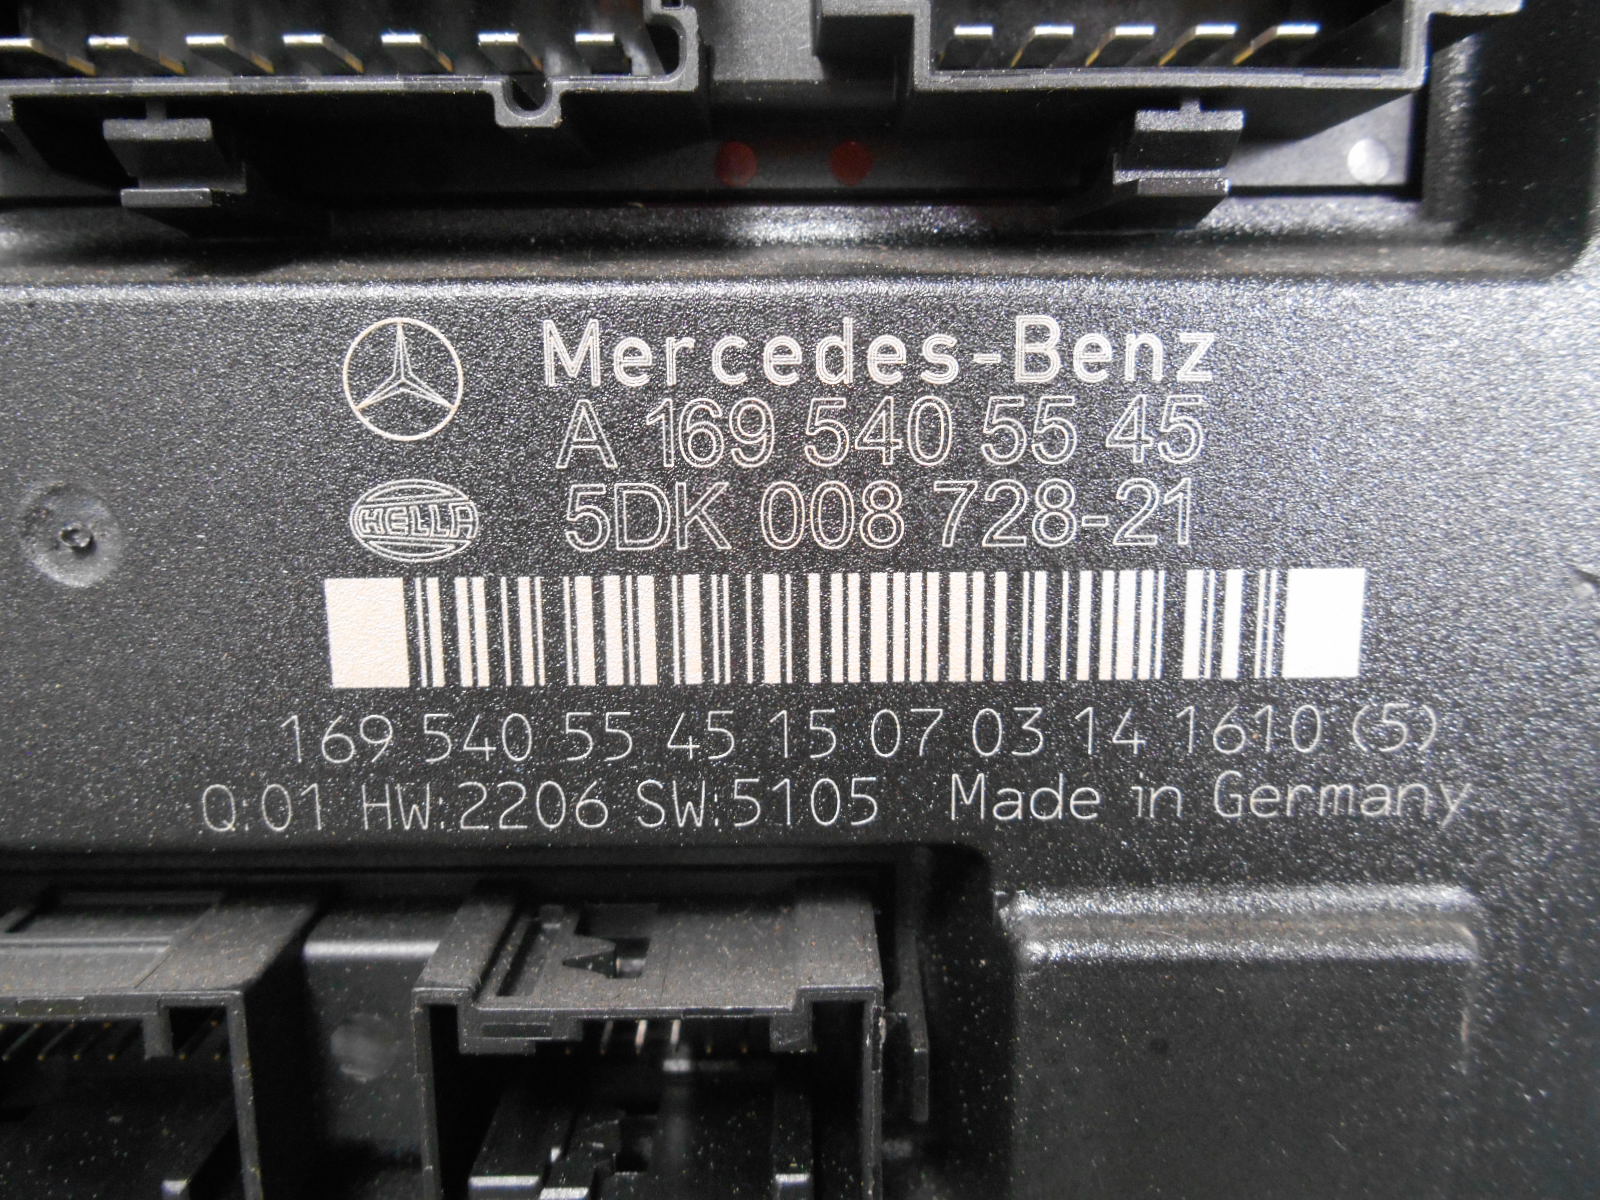 Mercedes-Benz
A 169 540 55 45
HELLA
5DK 008 728-21
169 540 55 45 15 07 03 14 1610 (5)
Q:01 HW:2206 SW:5105 Made in Germany